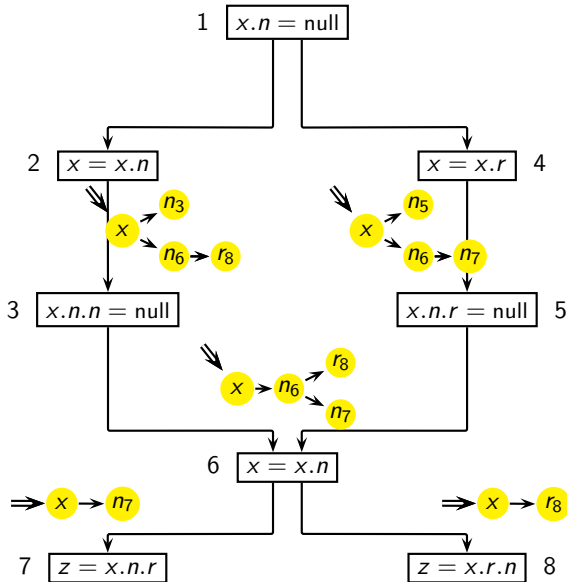 1 x.n = null
2 x = x.n
x = x.r 4
x n3 n6 r8
x n5 n6 n7
3 x.n.n = null
x.n.r = null 5
x n6 r8 n7
6 x = x.n
x n7
x r8
7 z = x.n.r
z = x.r.n 8